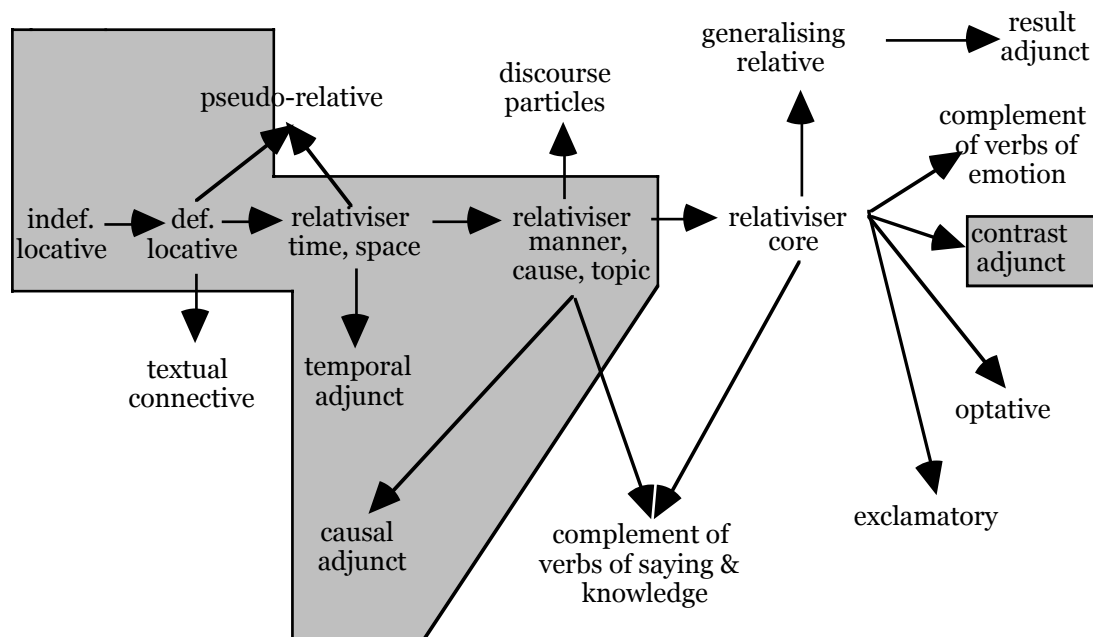 generalising
relative
result
adjunct
discourse
particles
pseudo-relative
complement
of verbs of
emotion
indef.
locative
def.
locative
relativiser
time, space
relativiser
manner,
cause, topic
relativiser
core
contrast
adjunct
textual
connective
temporal
adjunct
optative
causal
adjunct
complement of
verbs of saying &
knowledge
exclamatory